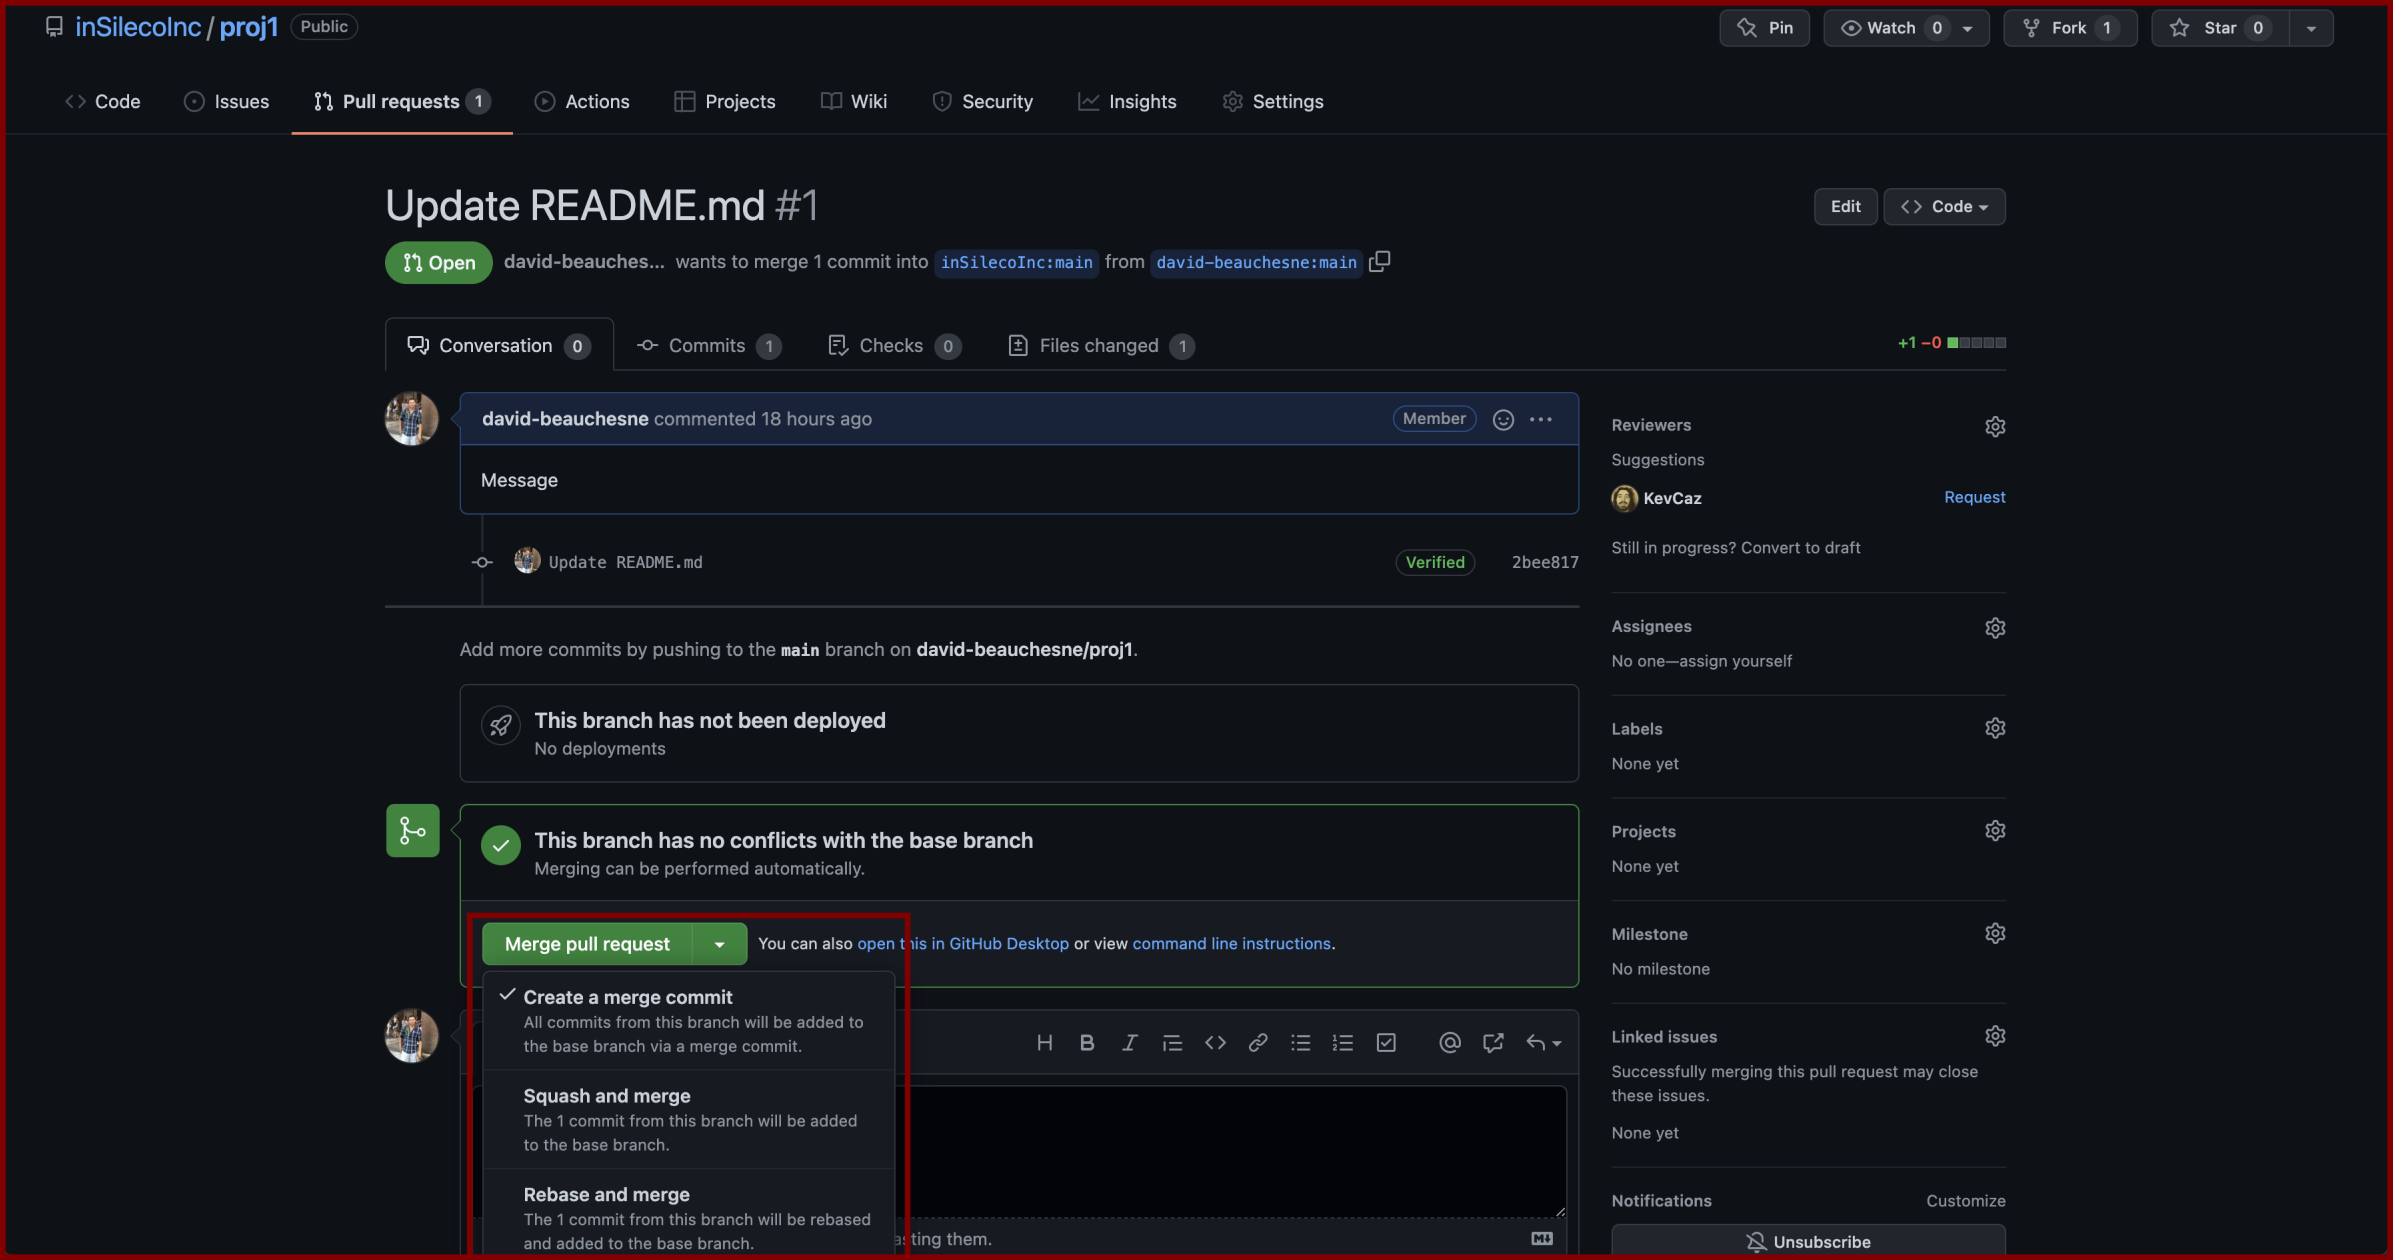 inSilecoInc / proj1 Public
Pin
Watch 0
Fork 1
Star 0
Code
Issues
Pull requests 1
Actions
Projects
Wiki
Security
Insights
Settings
Update README.md #1
Edit
Code
Open
david-beauches... wants to merge 1 commit into inSilecoInc:main from david-beauchesne:main
Conversation 0
Commits 1
Checks 0
Files changed 1
+1 −0
david-beauchesne commented 18 hours ago
Member
Message
Update README.md
Verified
2bee817
Add more commits by pushing to the main branch on david-beauchesne/proj1.
This branch has not been deployed
No deployments
This branch has no conflicts with the base branch
Merging can be performed automatically.
Merge pull request
You can also open this in GitHub Desktop or view command line instructions.
Create a merge commit
All commits from this branch will be added to
the base branch via a merge commit.
Squash and merge
The 1 commit from this branch will be added
to the base branch.
Rebase and merge
The 1 commit from this branch will be rebased
and added to the base branch.
asting them.
Reviewers
Suggestions
KevCaz
Request
Still in progress? Convert to draft
Assignees
No one—assign yourself
Labels
None yet
Projects
None yet
Milestone
No milestone
Linked issues
Successfully merging this pull request may close
these issues.
None yet
Notifications
Customize
Unsubscribe